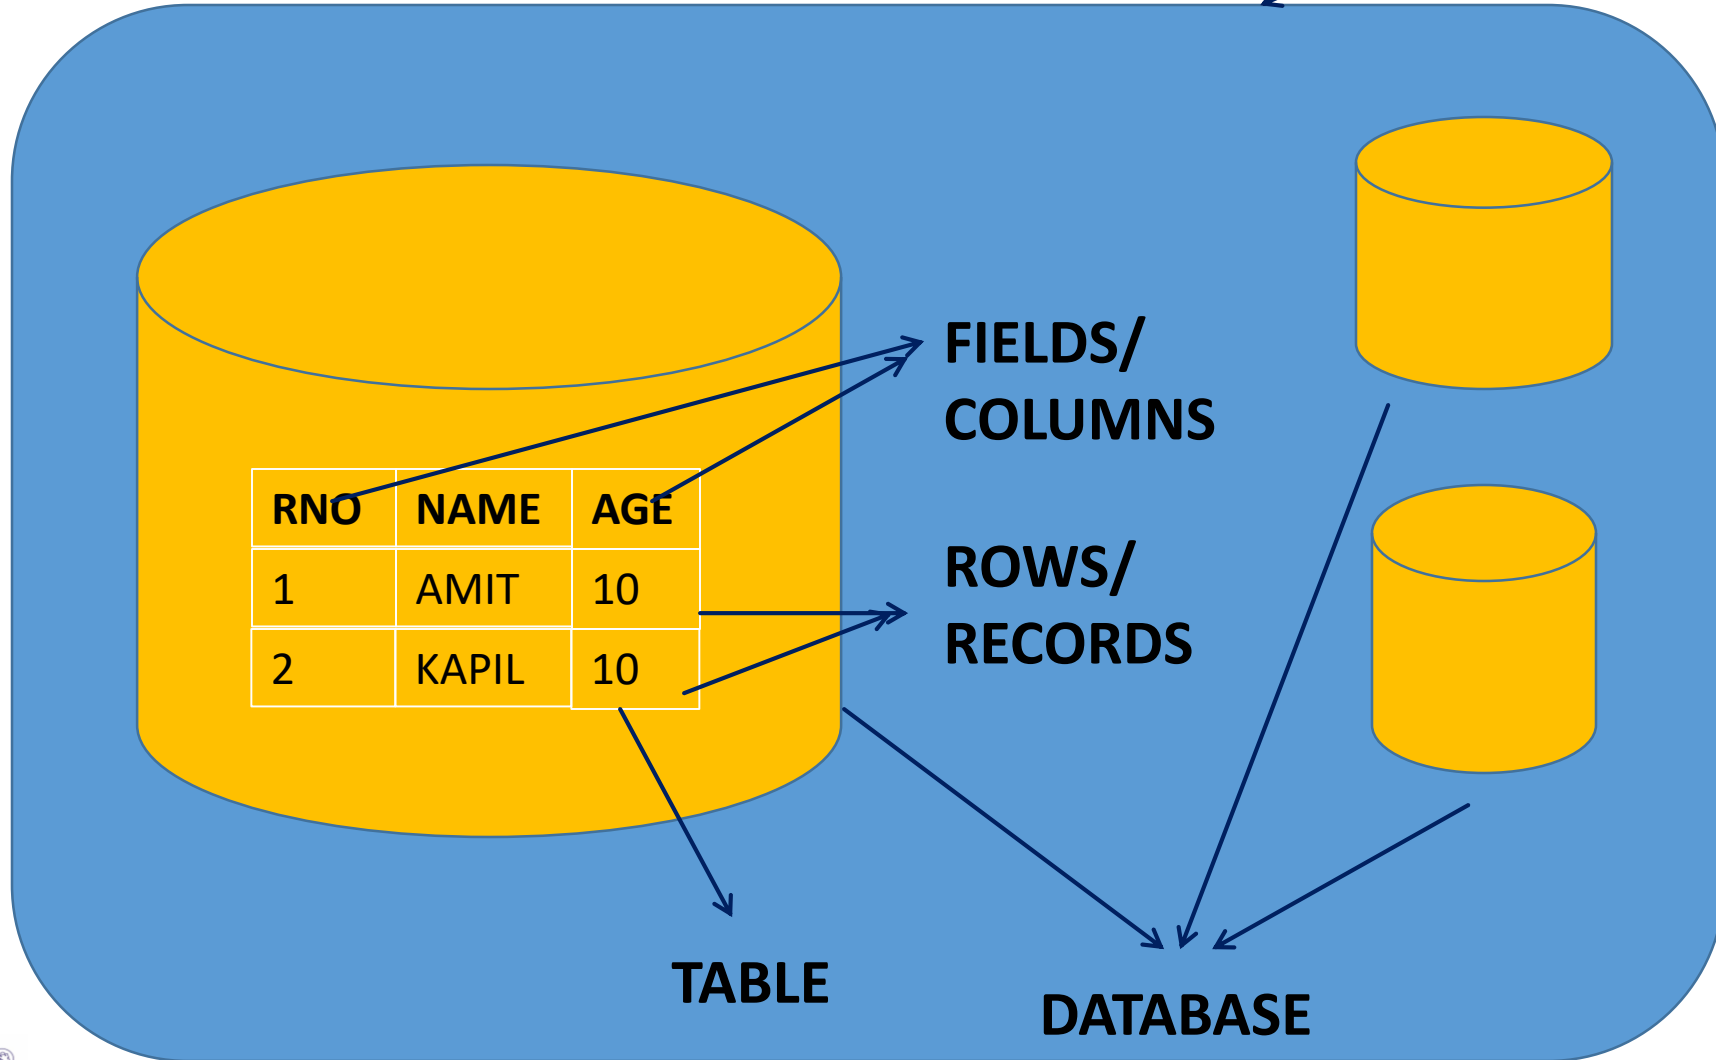 FIELDS/
COLUMNS
RNO NAME AGE
1 AMIT 10
2 KAPIL 10
ROWS/
RECORDS
TABLE
DATABASE